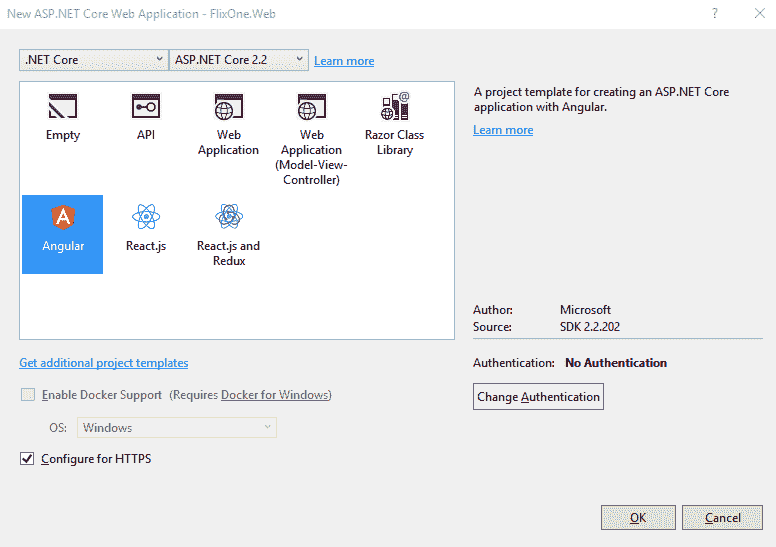 New ASP.NET Core Web Application - FlixOne.Web
? ×
.NET Core ASP.NET Core 2.2 Learn more
Empty
API
Web
Application
Web
Application
(Model-View-
Controller)
Razor Class
Library
Angular
React.js
React.js and
Redux
A project template for creating an ASP.NET Core
application with Angular.
Learn more
Author: Microsoft
Source: SDK 2.2.202
Get additional project templates
Authentication: No Authentication
Enable Docker Support (Requires Docker for Windows)
Change Authentication
OS: Windows
Configure for HTTPS
OK Cancel